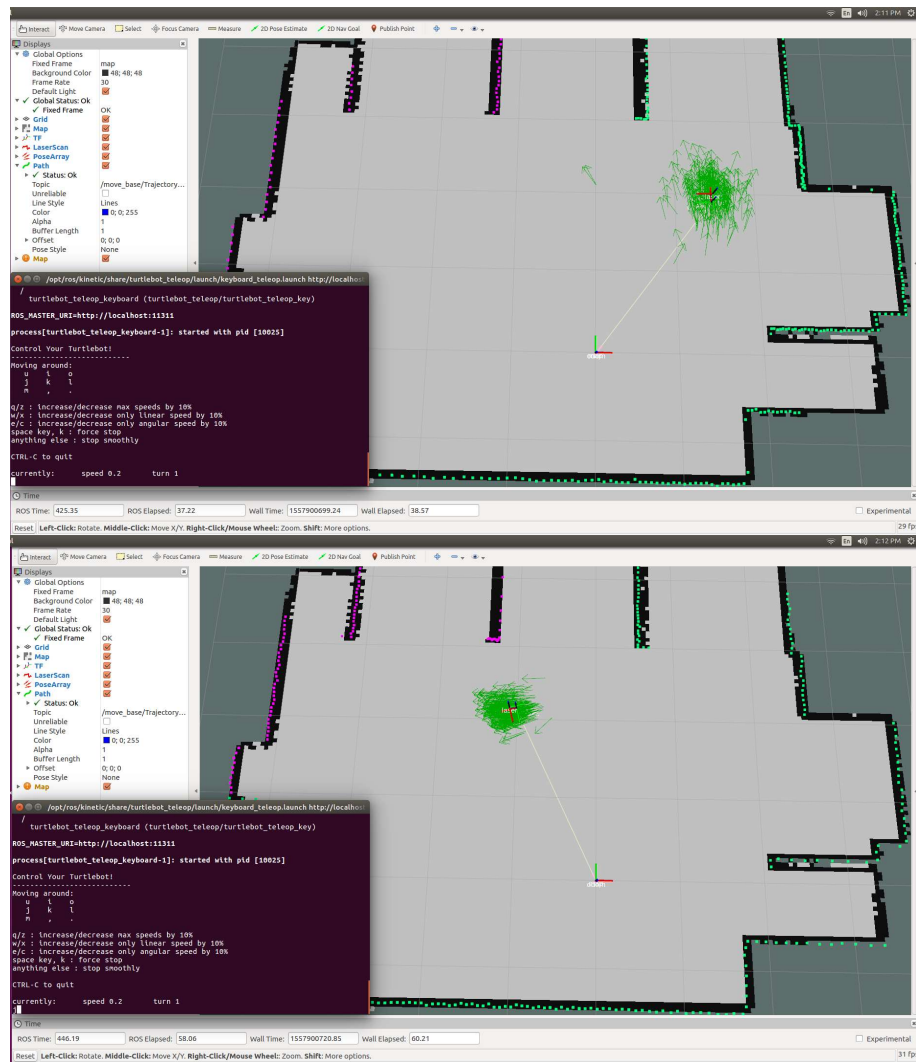 En 2:11 PM
Interact Move Camera Select Focus Camera Measure 2D Pose Estimate 2D Nav Goal Publish Point
Displays
Global Options
Fixed Frame map
Background Color 48; 48; 48
Frame Rate 30
Default Light
Global Status: Ok
Fixed Frame OK
Grid
Map
TF
LaserScan
PoseArray
Path
Status: Ok
Topic /move_base/Trajectory...
Unreliable
Line Style Lines
Color 0; 0; 255
Alpha 1
Buffer Length 1
Offset 0; 0; 0
Pose Style None
Map
/opt/ros/kinetic/share/turtlebot_teleop/launch/keyboard_teleop.launch http://localhos
/
turtlebot_teleop_keyboard (turtlebot_teleop/turtlebot_teleop_key)
ROS_MASTER_URI=http://localhost:11311
process[turtlebot_teleop_keyboard-1]: started with pid [10025]
Control Your Turtlebot!
---------------------------
Moving around:
u i o
j k l
m , .
q/z : increase/decrease max speeds by 10%
w/x : increase/decrease only linear speed by 10%
e/c : increase/decrease only angular speed by 10%
space key, k : force stop
anything else : stop smoothly
CTRL-C to quit
currently: speed 0.2 turn 1
Time
ROS Time: 425.35 ROS Elapsed: 37.22 Wall Time: 1557900699.24 Wall Elapsed: 38.57 Experimental
Reset Left-Click: Rotate. Middle-Click: Move X/Y. Right-Click/Mouse Wheel:: Zoom. Shift: More options. 29 fp
En 2:12 PM
Interact Move Camera Select Focus Camera Measure 2D Pose Estimate 2D Nav Goal Publish Point
Displays
Global Options
Fixed Frame map
Background Color 48; 48; 48
Frame Rate 30
Default Light
Global Status: Ok
Fixed Frame OK
Grid
Map
TF
LaserScan
PoseArray
Path
Status: Ok
Topic /move_base/Trajectory...
Unreliable
Line Style Lines
Color 0; 0; 255
Alpha 1
Buffer Length 1
Offset 0; 0; 0
Pose Style None
Map
laser
/opt/ros/kinetic/share/turtlebot_teleop/launch/keyboard_teleop.launch http://localhos
/
turtlebot_teleop_keyboard (turtlebot_teleop/turtlebot_teleop_key)
ROS_MASTER_URI=http://localhost:11311
process[turtlebot_teleop_keyboard-1]: started with pid [10025]
Control Your Turtlebot!
---------------------------
Moving around:
u i o
j k l
m , .
q/z : increase/decrease max speeds by 10%
w/x : increase/decrease only linear speed by 10%
e/c : increase/decrease only angular speed by 10%
space key, k : force stop
anything else : stop smoothly
CTRL-C to quit
currently: speed 0.2 turn 1
j
Time
ROS Time: 446.19 ROS Elapsed: 58.06 Wall Time: 1557900720.85 Wall Elapsed: 60.21 Experimental
Reset Left-Click: Rotate. Middle-Click: Move X/Y. Right-Click/Mouse Wheel:: Zoom. Shift: More options. 31 fp